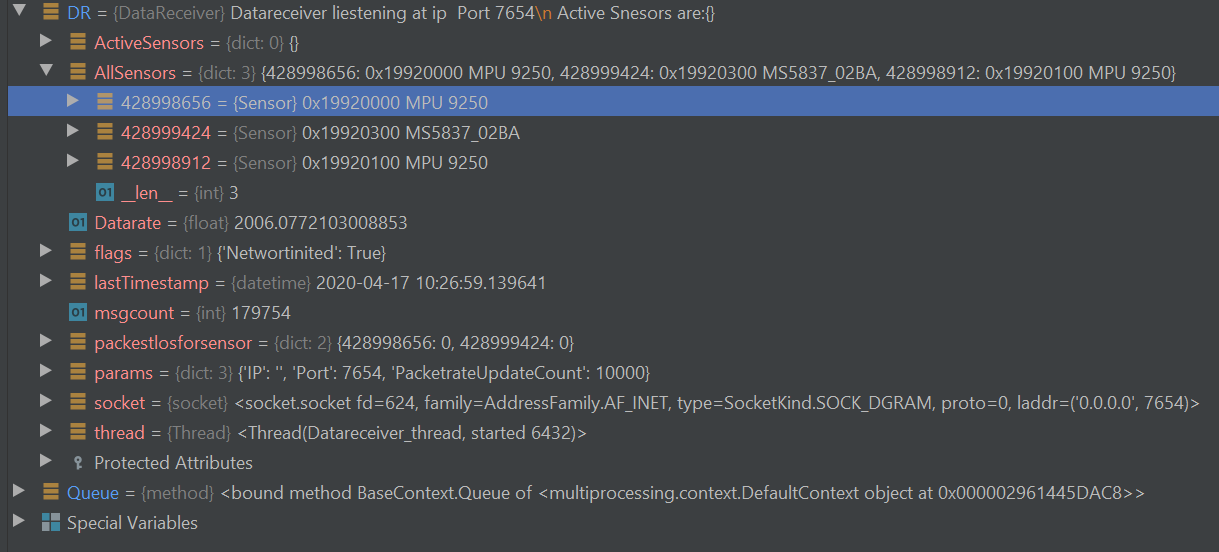 DR = {DataReceiver} Datareceiver liestening at ip  Port 7654\n Active Snesors are:{}
ActiveSensors = {dict: 0} {}
AllSensors = {dict: 3} {428998656: 0x19920000 MPU 9250, 428999424: 0x19920300 MS5837_02BA, 428998912: 0x19920100 MPU 9250}
428998656 = {Sensor} 0x19920000 MPU 9250
428999424 = {Sensor} 0x19920300 MS5837_02BA
428998912 = {Sensor} 0x19920100 MPU 9250
01 __len__ = {int} 3
01 Datarate = {float} 2006.0772103008853
flags = {dict: 1} {'Networtinited': True}
lastTimestamp = {datetime} 2020-04-17 10:26:59.139641
01 msgcount = {int} 179754
packestlosforsensor = {dict: 2} {428998656: 0, 428999424: 0}
params = {dict: 3} {'IP': '', 'Port': 7654, 'PacketrateUpdateCount': 10000}
socket = {socket} <socket.socket fd=624, family=AddressFamily.AF_INET, type=SocketKind.SOCK_DGRAM, proto=0, laddr=('0.0.0.0', 7654)>
thread = {Thread} <Thread(Datareceiver_thread, started 6432)>
Protected Attributes
Queue = {method} <bound method BaseContext.Queue of <multiprocessing.context.DefaultContext object at 0x000002961445DAC8>>
Special Variables